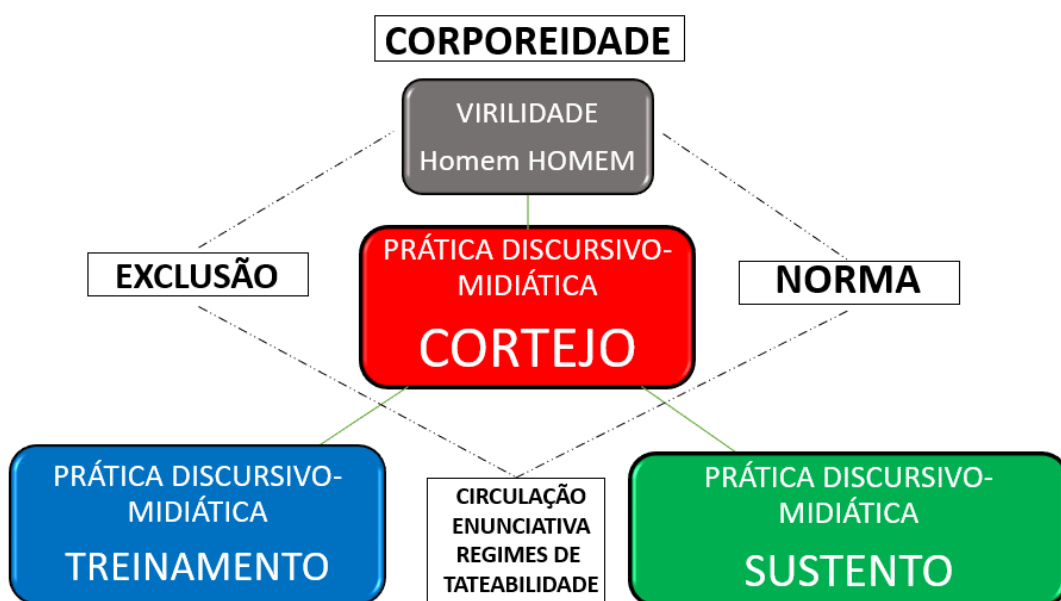 CORPOREIDADE
VIRILIDADE
Homem HOMEM
EXCLUSÃO
PRÁTICA DISCURSIVO-
MIDIÁTICA
CORTEJO
NORMA
PRÁTICA DISCURSIVO-
MIDIÁTICA
TREINAMENTO
CIRCULAÇÃO
ENUNCIATIVA
REGIMES DE
TATEABILIDADE
PRÁTICA DISCURSIVO-
MIDIÁTICA
SUSTENTO